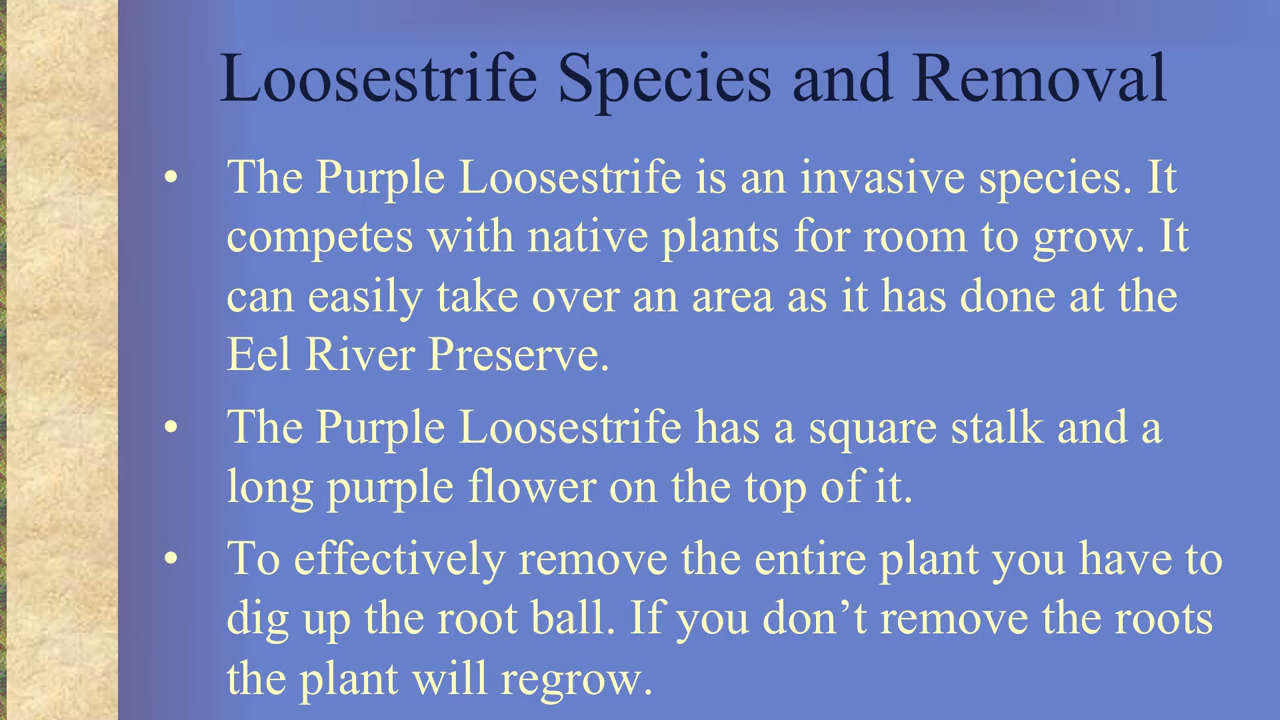 Loosestrife Species and Removal
• The Purple Loosestrife is an invasive species. It
competes with native plants for room to grow. It
can easily take over an area as it has done at the
Eel River Preserve.
• The Purple Loosestrife has a square stalk and a
long purple flower on the top of it.
• To effectively remove the entire plant you have to
dig up the root ball. If you don’t remove the roots
the plant will regrow.